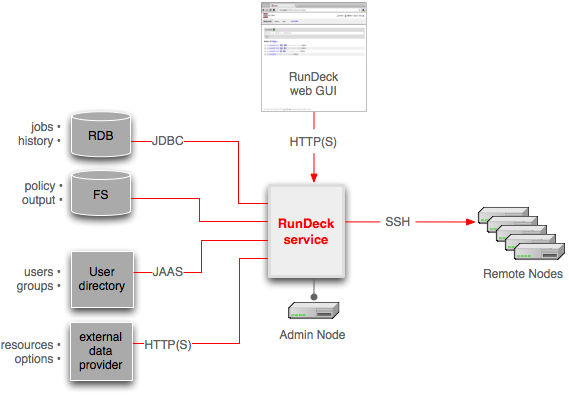 RunDeck
web GUI
HTTP(S)
jobs •
history •
RDB
JDBC
policy •
output •
FS
RunDeck
service
SSH
Remote Nodes
users •
groups •
User
directory
JAAS
Admin Node
resources •
options •
external
data
provider
HTTP(S)